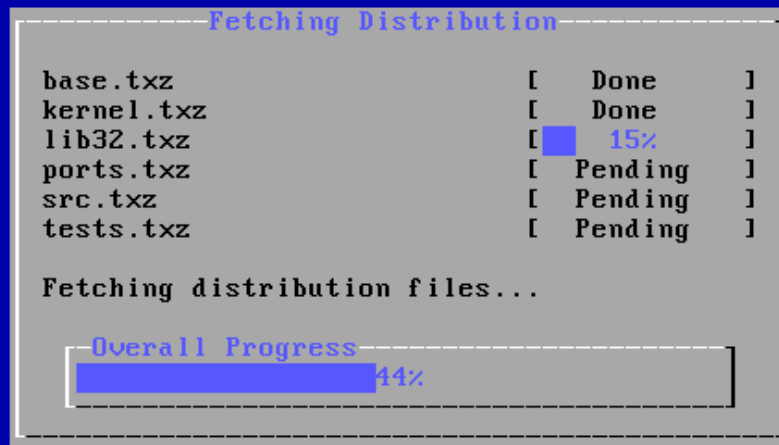 Fetching Distribution
base.txz [ Done ]
kernel.txz [ Done ]
lib32.txz [ 15% ]
ports.txz [ Pending ]
src.txz [ Pending ]
tests.txz [ Pending ]
Fetching distribution files...
Overall Progress
44%